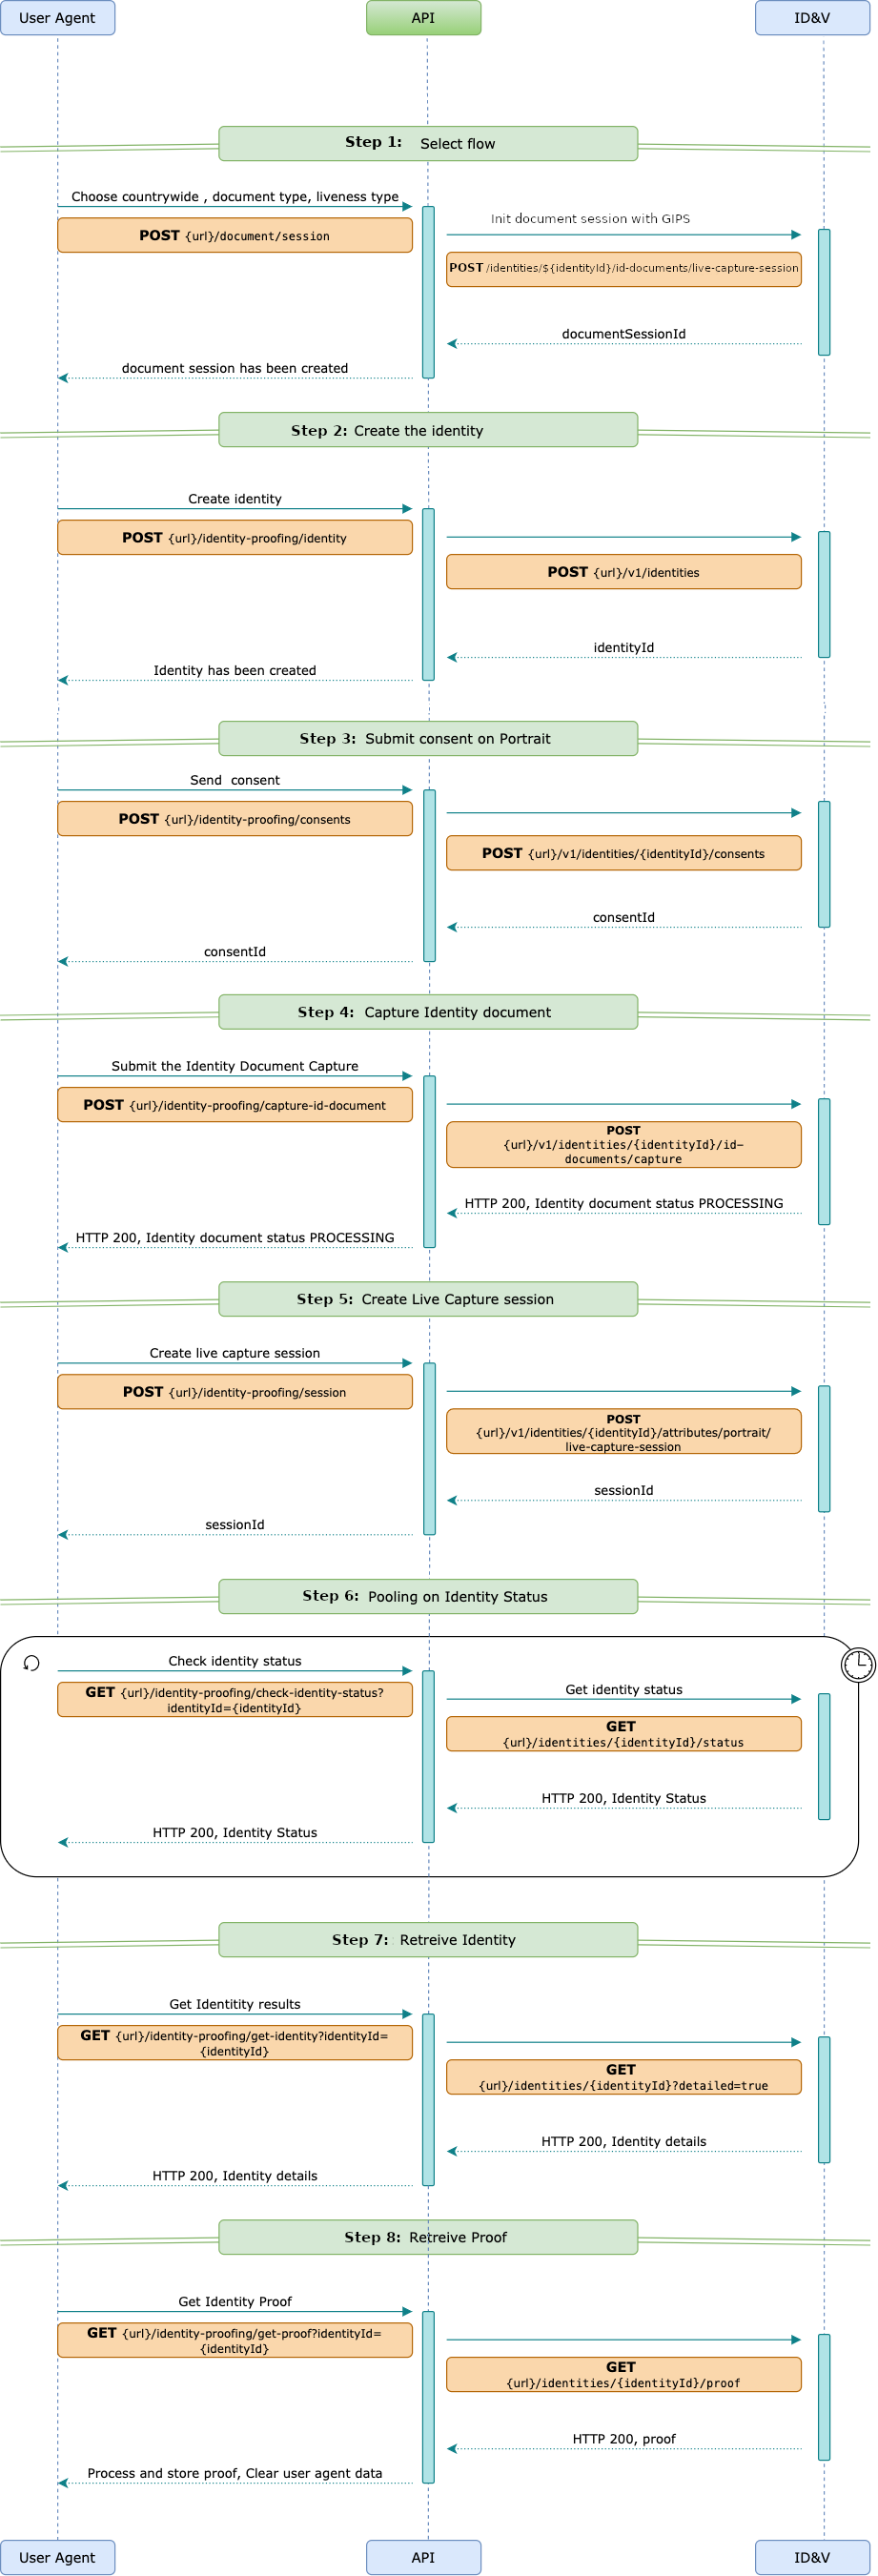 User Agent
API
ID&V
Step 1: Select flow
Choose countrywide , document type, liveness type
POST {url}/document/session
Init document session with GIPS
POST /identities/${identityId}/id-documents/live-capture-session
documentSessionId
document session has been created
Step 2: Create the identity
Create identity
POST {url}/identity-proofing/identity
POST {url}/v1/identities
identityId
Identity has been created
Step 3: Submit consent on Portrait
Send consent
POST {url}/identity-proofing/consents
POST {url}/v1/identities/{identityId}/consents
consentId
consentId
Step 4: Capture Identity document
Submit the Identity Document Capture
POST {url}/identity-proofing/capture-id-document
POST
{url}/v1/identities/{identityId}/id-
documents/capture
HTTP 200, Identity document status PROCESSING
HTTP 200, Identity document status PROCESSING
Step 5: Create Live Capture session
Create live capture session
POST {url}/identity-proofing/session
POST
{url}/v1/identities/{identityId}/attributes/portrait/
live-capture-session
sessionId
sessionId
Step 6: Pooling on Identity Status
Check identity status
GET {url}/identity-proofing/check-identity-status?
identityId={identityId}
Get identity status
GET
{url}/identities/{identityId}/status
HTTP 200, Identity Status
HTTP 200, Identity Status
Step 7: Retreive Identity
Get Identitity results
GET {url}/identity-proofing/get-identity?identityId=
{identityId}
GET
{url}/identities/{identityId}?detailed=true
HTTP 200, Identity details
HTTP 200, Identity details
Step 8: Retreive Proof
Get Identity Proof
GET {url}/identity-proofing/get-proof?identityId=
{identityId}
GET
{url}/identities/{identityId}/proof
HTTP 200, proof
Process and store proof, Clear user agent data
User Agent
API
ID&V